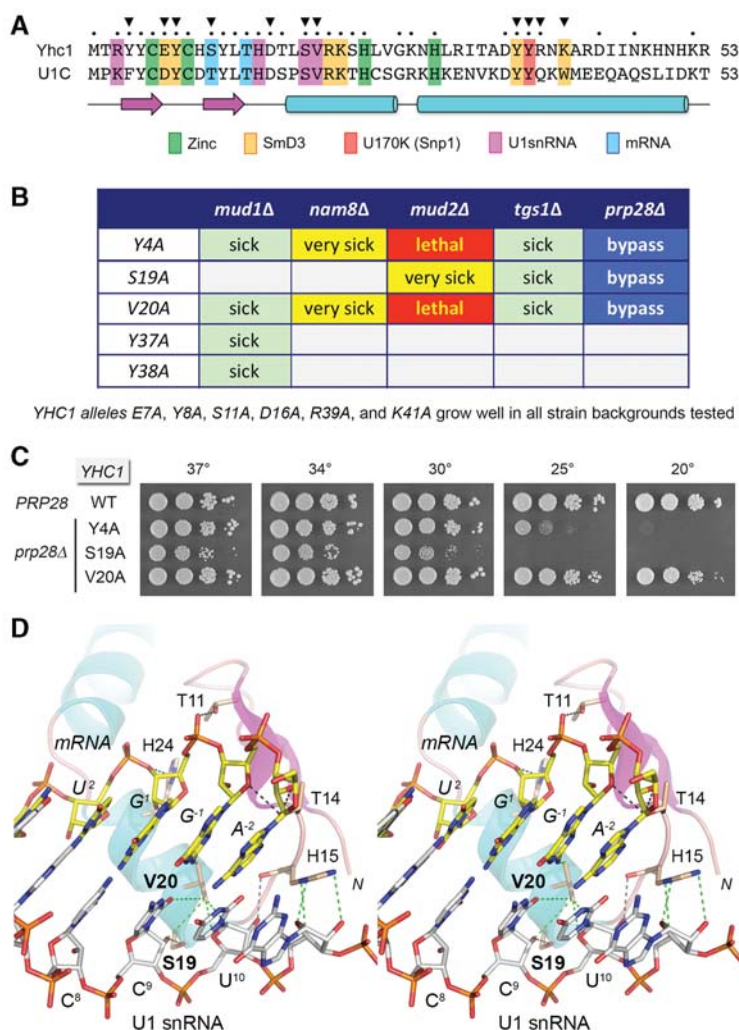 A
Yhc1 MTRYYCEYCHSYLTHDTLSVRKSHLVGKNHLRITADYYRNKARDIINKHNHKR 53
U1C MPKFYCDYCDTYLTHDSPSVRKTHCSGRKHKENVKDYYQKWMEEQAQSLIDKT 53
Zinc SmD3 U170K (Snp1) U1snRNA mRNA
B
mud1Δ nam8Δ mud2Δ tgs1Δ prp28Δ
Y4A sick very sick lethal sick bypass
S19A very sick sick bypass
V20A sick very sick lethal sick bypass
Y37A sick
Y38A sick
YHC1 alleles E7A, Y8A, S11A, D16A, R39A, and K41A grow well in all strain backgrounds tested
C
YHC1 37° 34° 30° 25° 20°
PRP28 WT
Y4A
prp28Δ S19A
V20A
D
T11 T11
mRNA H24 mRNA H24
U² G¹ G⁻¹ A⁻² T14 U² G¹ G⁻¹ A⁻² T14
H15 H15
V20 N V20 N
S19 S19
C⁸ C⁹ U¹⁰ C⁸ C⁹ U¹⁰
U1 snRNA U1 snRNA